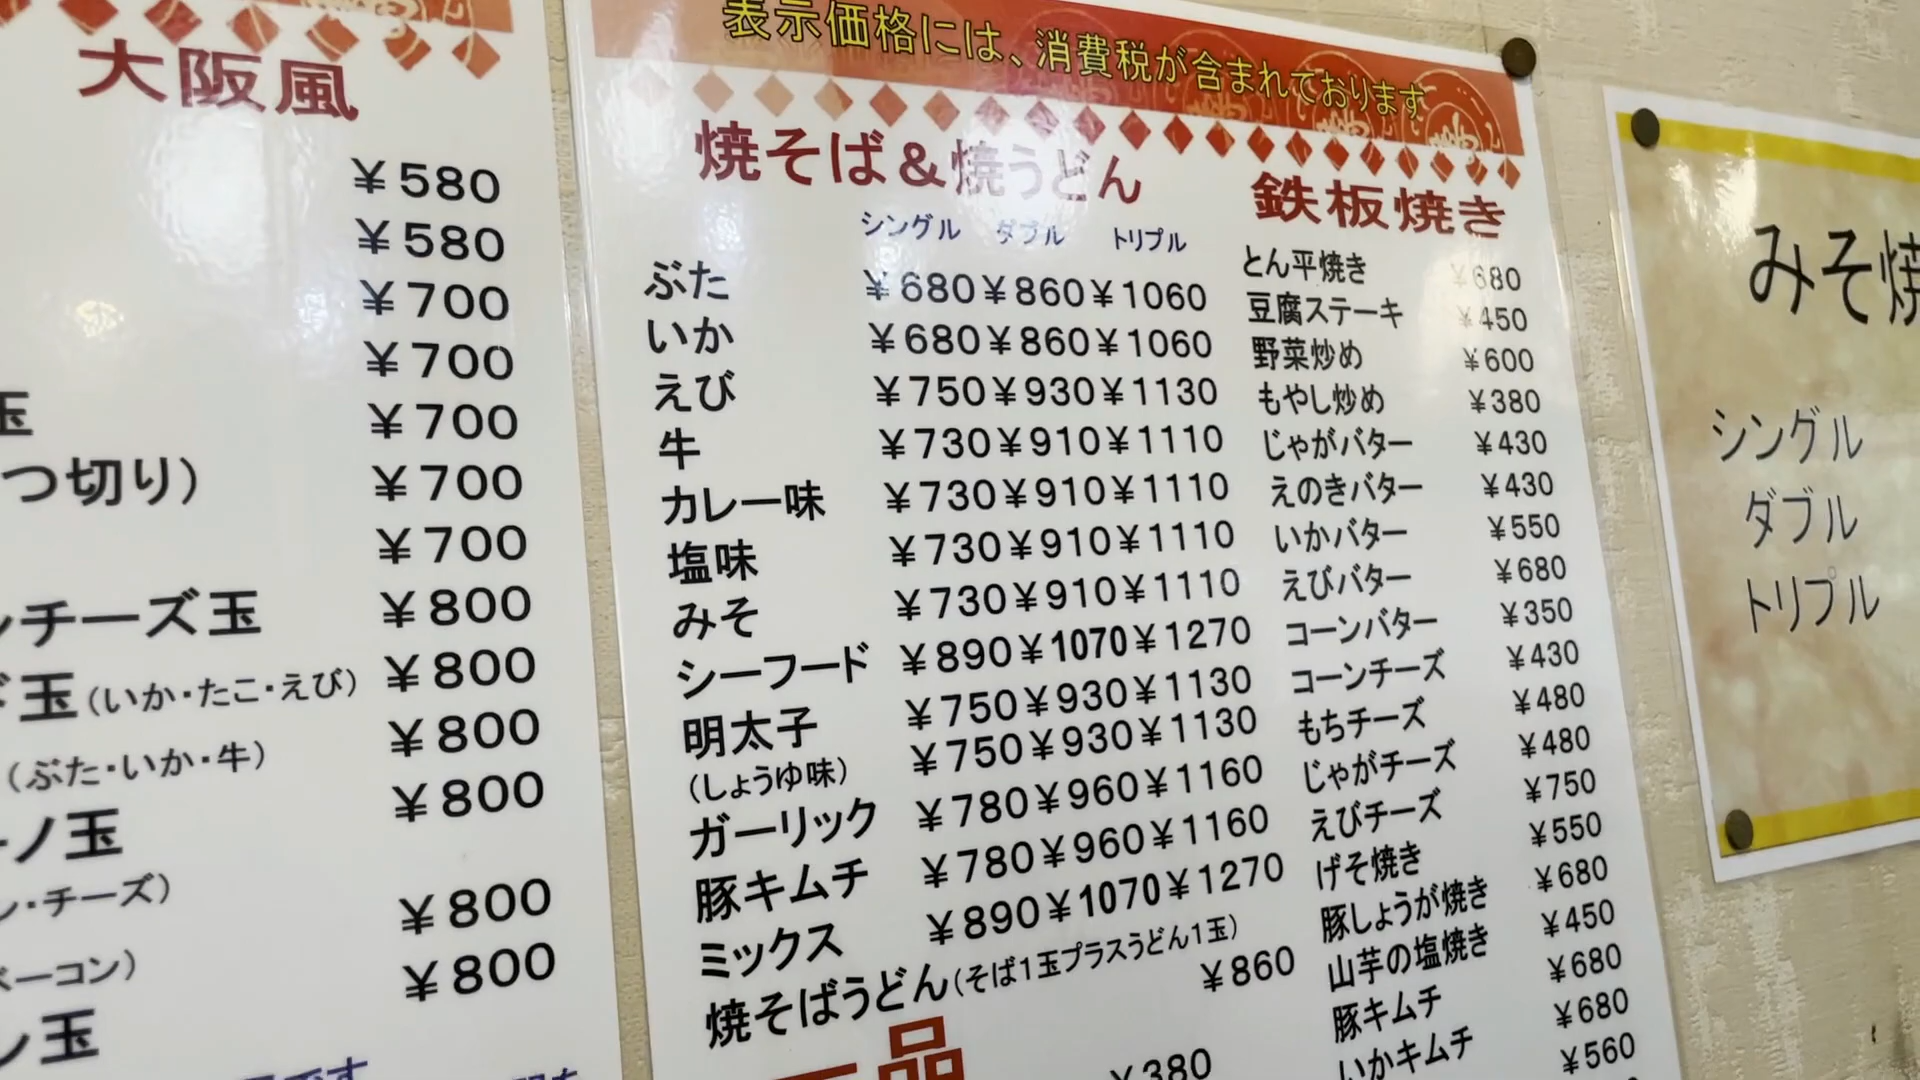 大阪風
¥580
¥580
¥700
¥700
玉 ¥700
つ切り) ¥700
¥700
チーズ玉 ¥800
玉(いか・たこ・えび) ¥800
(ぶた・いか・牛) ¥800
ノ玉 ¥800
ン・チーズ)
¥800
ベーコン) ¥800
玉
です
表示価格には、消費税が含まれております
焼そば&焼うどん
シングル ダブル トリプル
ぶた ¥680 ¥860 ¥1060
いか ¥680 ¥860 ¥1060
えび ¥750 ¥930 ¥1130
牛 ¥730 ¥910 ¥1110
カレー味 ¥730 ¥910 ¥1110
塩味 ¥730 ¥910 ¥1110
みそ ¥730 ¥910 ¥1110
シーフード ¥890 ¥1070 ¥1270
明太子 ¥750 ¥930 ¥1130
(しょうゆ味) ¥750 ¥930 ¥1130
ガーリック ¥780 ¥960 ¥1160
豚キムチ ¥780 ¥960 ¥1160
ミックス ¥890 ¥1070 ¥1270
焼そばうどん(そば1玉プラスうどん1玉)
¥860
一品
¥380
鉄板焼き
とん平焼き ¥680
豆腐ステーキ ¥450
野菜炒め ¥600
もやし炒め ¥380
じゃがバター ¥430
えのきバター ¥430
いかバター ¥550
えびバター ¥680
コーンバター ¥350
コーンチーズ ¥430
もちチーズ ¥480
じゃがチーズ ¥480
えびチーズ ¥750
げそ焼き ¥550
豚しょうが焼き ¥680
山芋の塩焼き ¥450
豚キムチ ¥680
いかキムチ ¥680
¥560
みそ焼
シングル
ダブル
トリプル